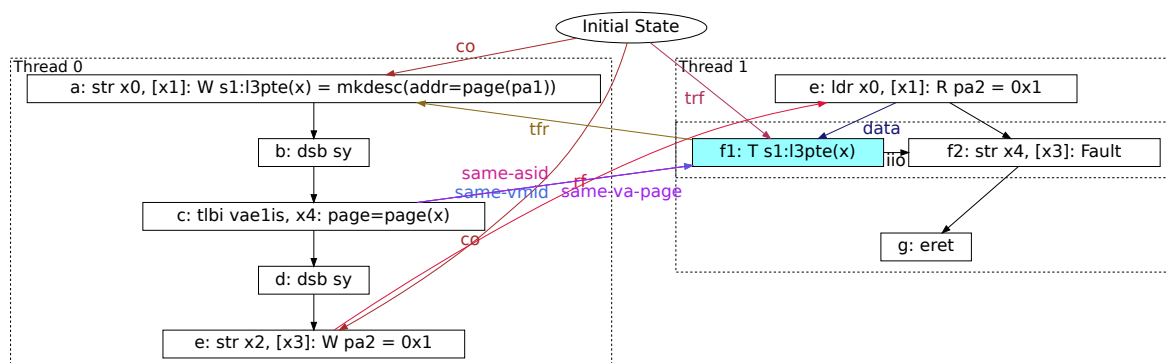 Initial State
Thread 0
Thread 1
co
a: str x0, [x1]: W s1:l3pte(x) = mkdesc(addr=page(pa1))
e: ldr x0, [x1]: R pa2 = 0x1
trf
tfr
data
b: dsb sy
f1: T s1:l3pte(x)
iio
f2: str x4, [x3]: Fault
same-asid
rf
same-vmid
same-va-page
c: tlbi vae1is, x4: page=page(x)
co
g: eret
d: dsb sy
e: str x2, [x3]: W pa2 = 0x1